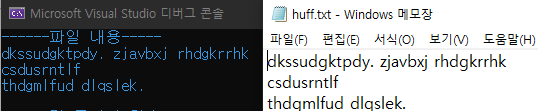 Microsoft Visual Studio 디버그 콘솔
------파일 내용-----
dkssudgktpdy. zjavbxj rhdgkrrhk
csdusrntlf
thdgmlfud dlqslek.
huff.txt - Windows 메모장
파일(F) 편집(E) 서식(O) 보기(V) 도움말(H)
dkssudgktpdy. zjavbxj rhdgkrrhk
csdusrntlf
thdgmlfud dlqslek.